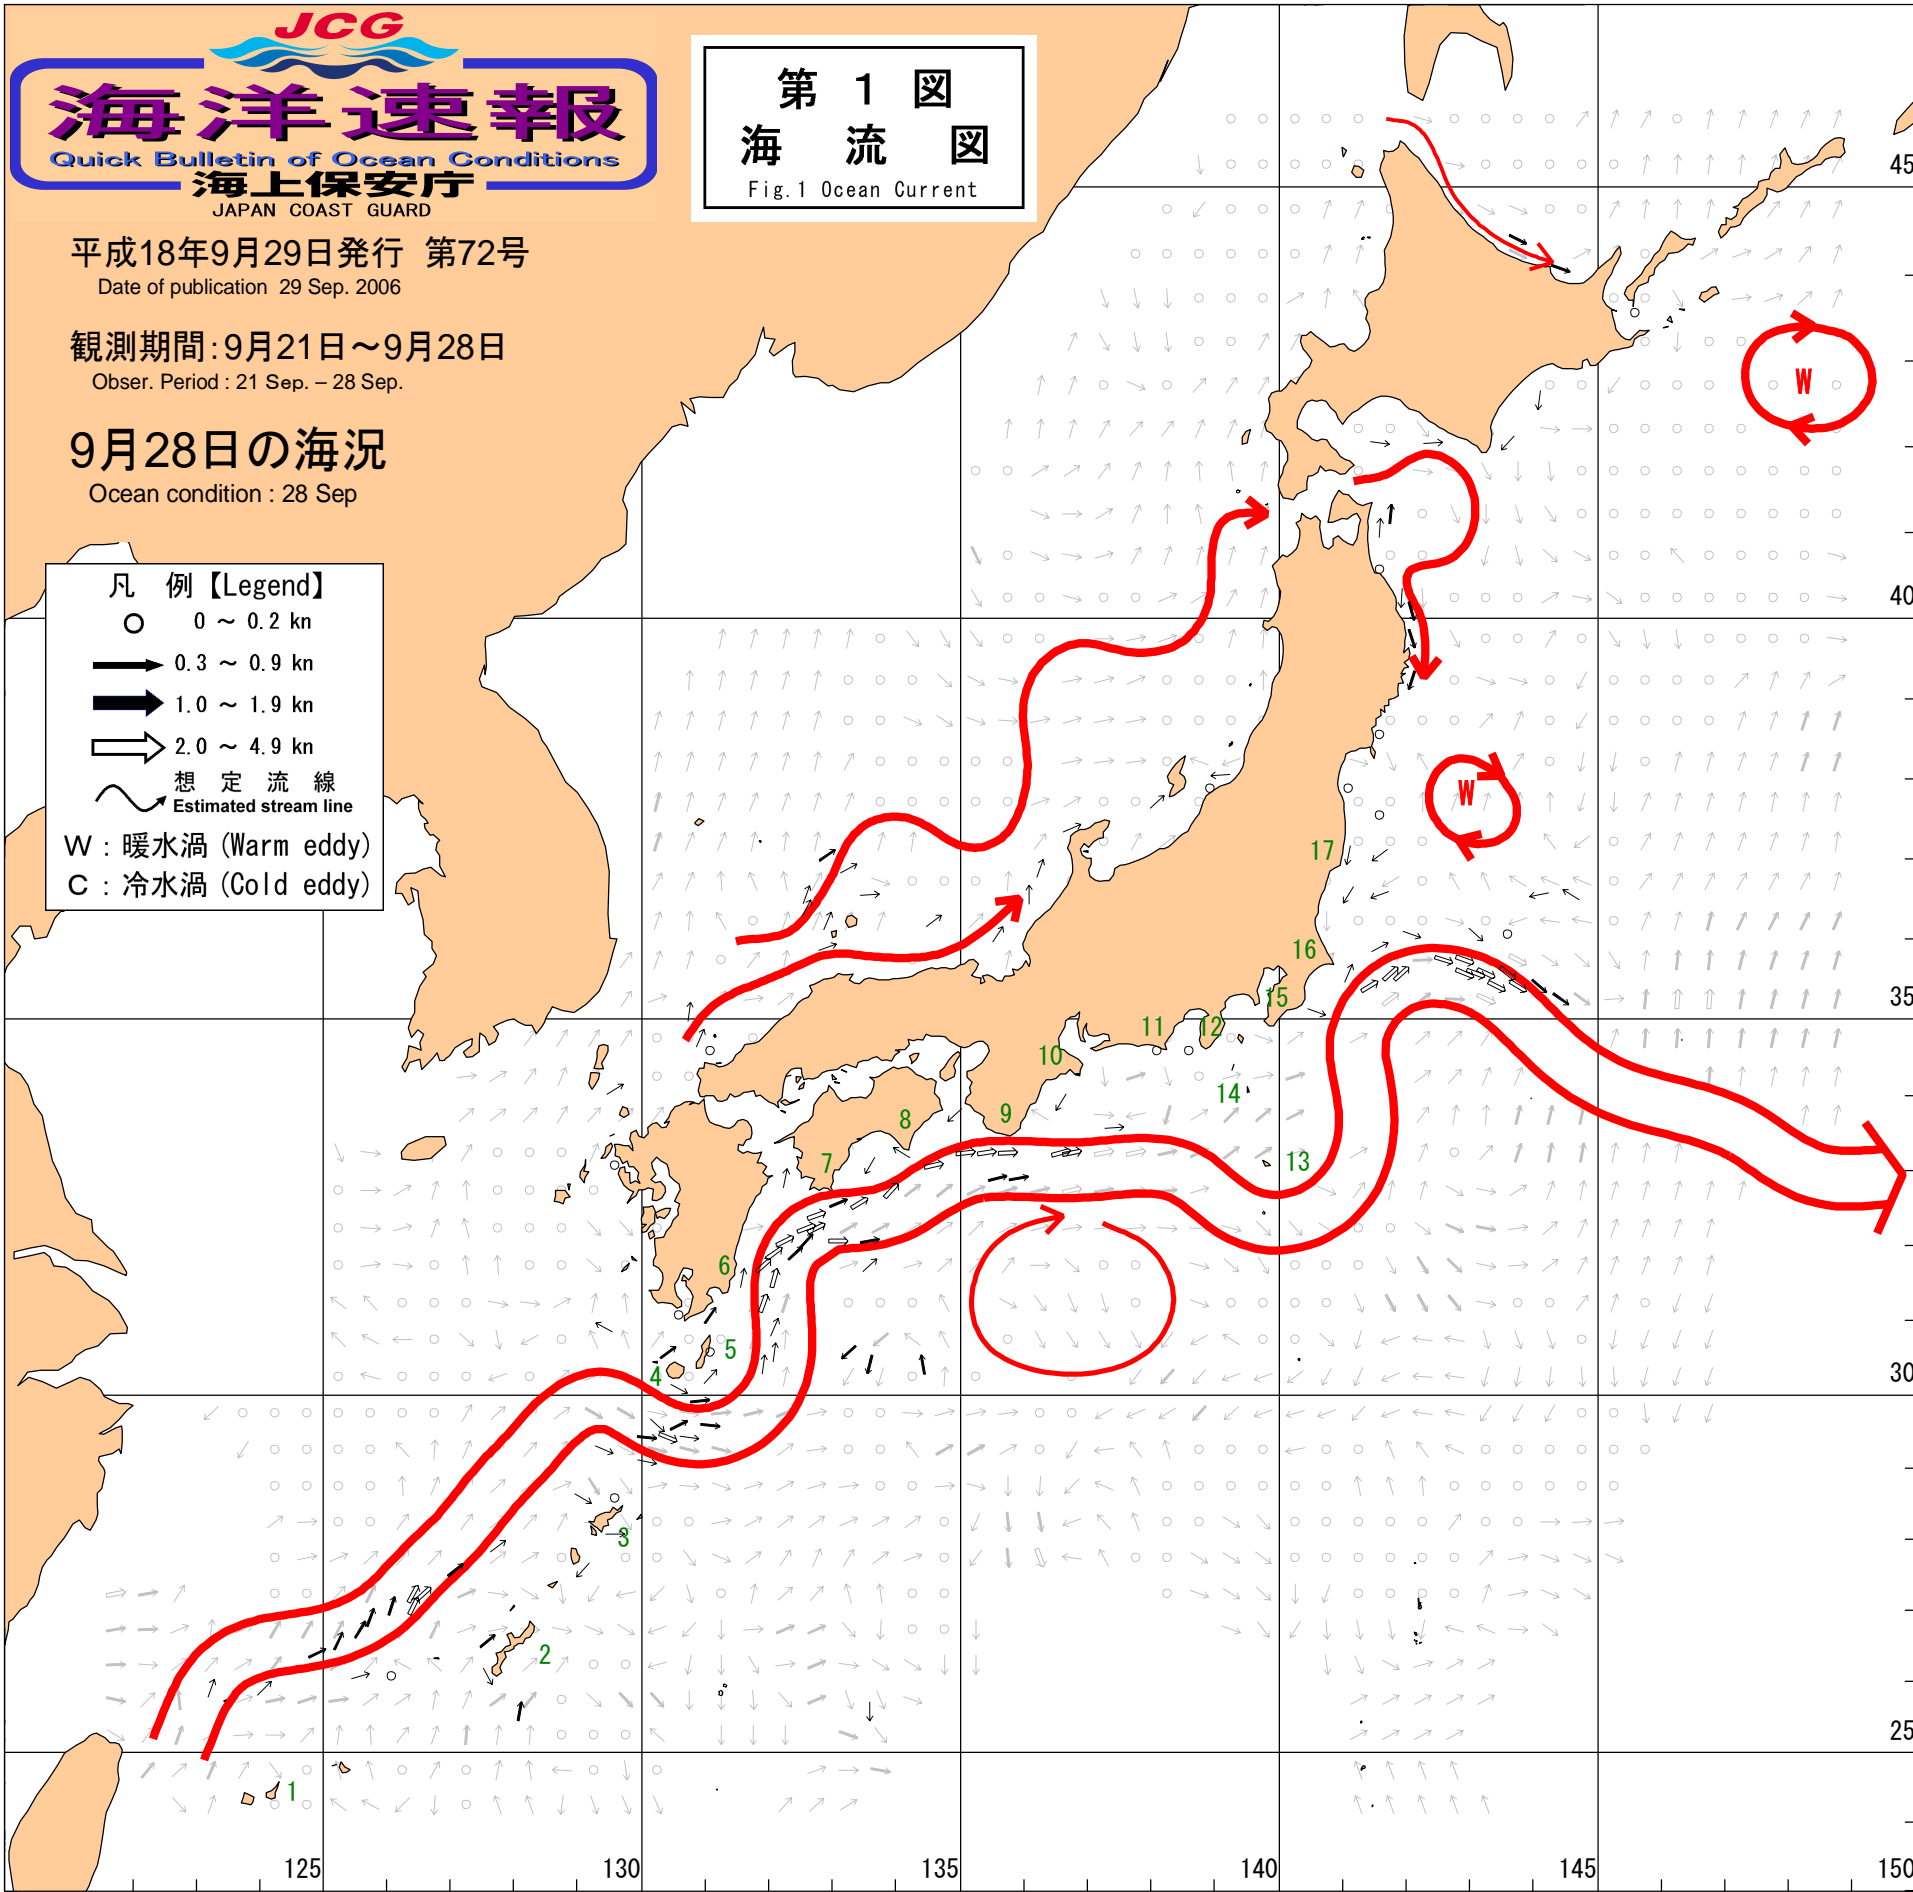 JCG
海洋速報
Quick Bulletin of Ocean Conditions
海上保安庁
JAPAN COAST GUARD
平成18年9月29日発行 第72号
Date of publication 29 Sep. 2006
観測期間:9月21日~9月28日
Obser. Period : 21 Sep. – 28 Sep.
9月28日の海況
Ocean condition : 28 Sep
第 1 図
海 流 図
Fig.1 Ocean Current
凡 例【Legend】
0 ~ 0.2 kn
0.3 ~ 0.9 kn
1.0 ~ 1.9 kn
2.0 ~ 4.9 kn
想 定 流 線
Estimated stream line
W : 暖水渦 (Warm eddy)
C : 冷水渦 (Cold eddy)
45
W
40
W
17
16
35
15
11
12
10
14
9
8
13
7
6
5
4
30
3
2
25
1
125
130
135
140
145
150